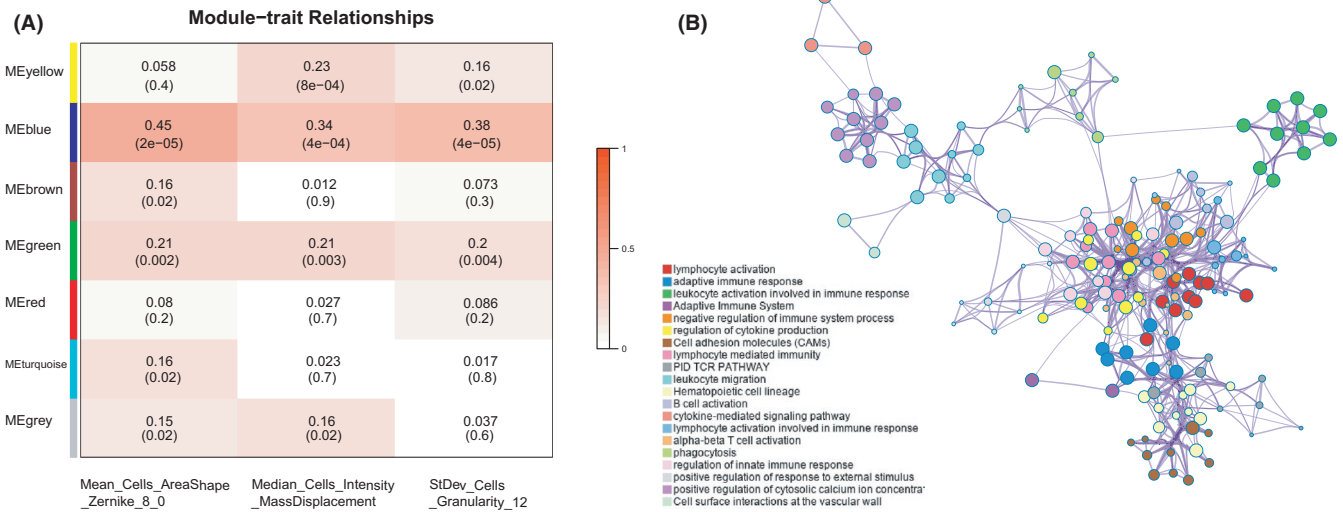 (A)
Module−trait Relationships
MEyellow
0.058
(0.4)
0.23
(8e−04)
0.16
(0.02)
MEblue
0.45
(2e−05)
0.34
(4e−04)
0.38
(4e−05)
MEbrown
0.16
(0.02)
0.012
(0.9)
0.073
(0.3)
MEgreen
0.21
(0.002)
0.21
(0.003)
0.2
(0.004)
MEred
0.08
(0.2)
0.027
(0.7)
0.086
(0.2)
MEturquoise
0.16
(0.02)
0.023
(0.7)
0.017
(0.8)
MEgrey
0.15
(0.02)
0.16
(0.02)
0.037
(0.6)
Mean_Cells_AreaShape
_Zernike_8_0
Median_Cells_Intensity
_MassDisplacement
StDev_Cells
_Granularity_12
1
0.5
0
(B)
lymphocyte activation
adaptive immune response
leukocyte activation involved in immune response
Adaptive Immune System
negative regulation of immune system process
regulation of cytokine production
Cell adhesion molecules (CAMs)
lymphocyte mediated immunity
PID TCR PATHWAY
leukocyte migration
Hematopoietic cell lineage
B cell activation
cytokine-mediated signaling pathway
lymphocyte activation involved in immune response
alpha-beta T cell activation
phagocytosis
regulation of innate immune response
positive regulation of response to external stimulus
positive regulation of cytosolic calcium ion concentra
Cell surface interactions at the vascular wall